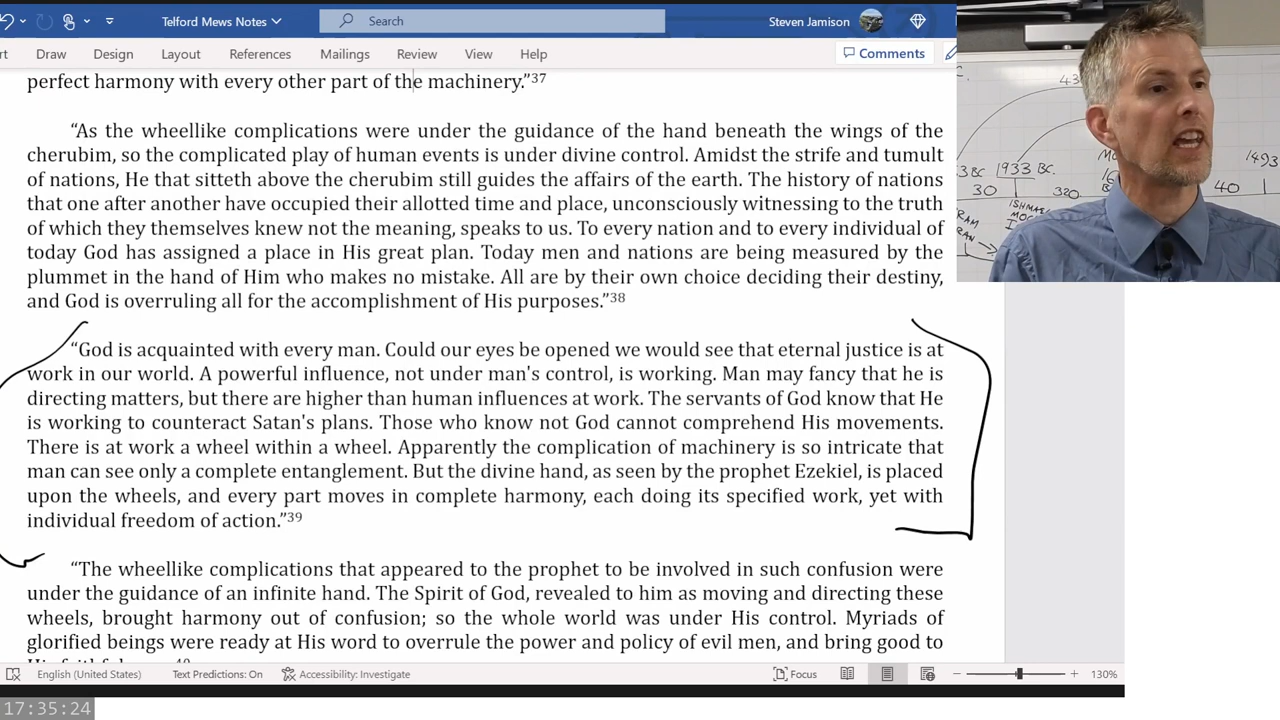 Telford Mews Notes
Search
Steven Jamison
Draw Design Layout References Mailings Review View Help
Comments
perfect harmony with every other part of the machinery.”37
“As the wheellike complications were under the guidance of the hand beneath the wings of the
cherubim, so the complicated play of human events is under divine control. Amidst the strife and tumult
of nations, He that sitteth above the cherubim still guides the affairs of the earth. The history of nations
that one after another have occupied their allotted time and place, unconsciously witnessing to the truth
of which they themselves knew not the meaning, speaks to us. To every nation and to every individual of
today God has assigned a place in His great plan. Today men and nations are being measured by the
plummet in the hand of Him who makes no mistake. All are by their own choice deciding their destiny,
and God is overruling all for the accomplishment of His purposes.”38
“God is acquainted with every man. Could our eyes be opened we would see that eternal justice is at
work in our world. A powerful influence, not under man's control, is working. Man may fancy that he is
directing matters, but there are higher than human influences at work. The servants of God know that He
is working to counteract Satan's plans. Those who know not God cannot comprehend His movements.
There is at work a wheel within a wheel. Apparently the complication of machinery is so intricate that
man can see only a complete entanglement. But the divine hand, as seen by the prophet Ezekiel, is placed
upon the wheels, and every part moves in complete harmony, each doing its specified work, yet with
individual freedom of action.”39
“The wheellike complications that appeared to the prophet to be involved in such confusion were
under the guidance of an infinite hand. The Spirit of God, revealed to him as moving and directing these
wheels, brought harmony out of confusion; so the whole world was under His control. Myriads of
glorified beings were ready at His word to overrule the power and policy of evil men, and bring good to
English (United States) Text Predictions: On Accessibility: Investigate Focus 130%
17:35:24
1933 BC.
1493
30
320
40